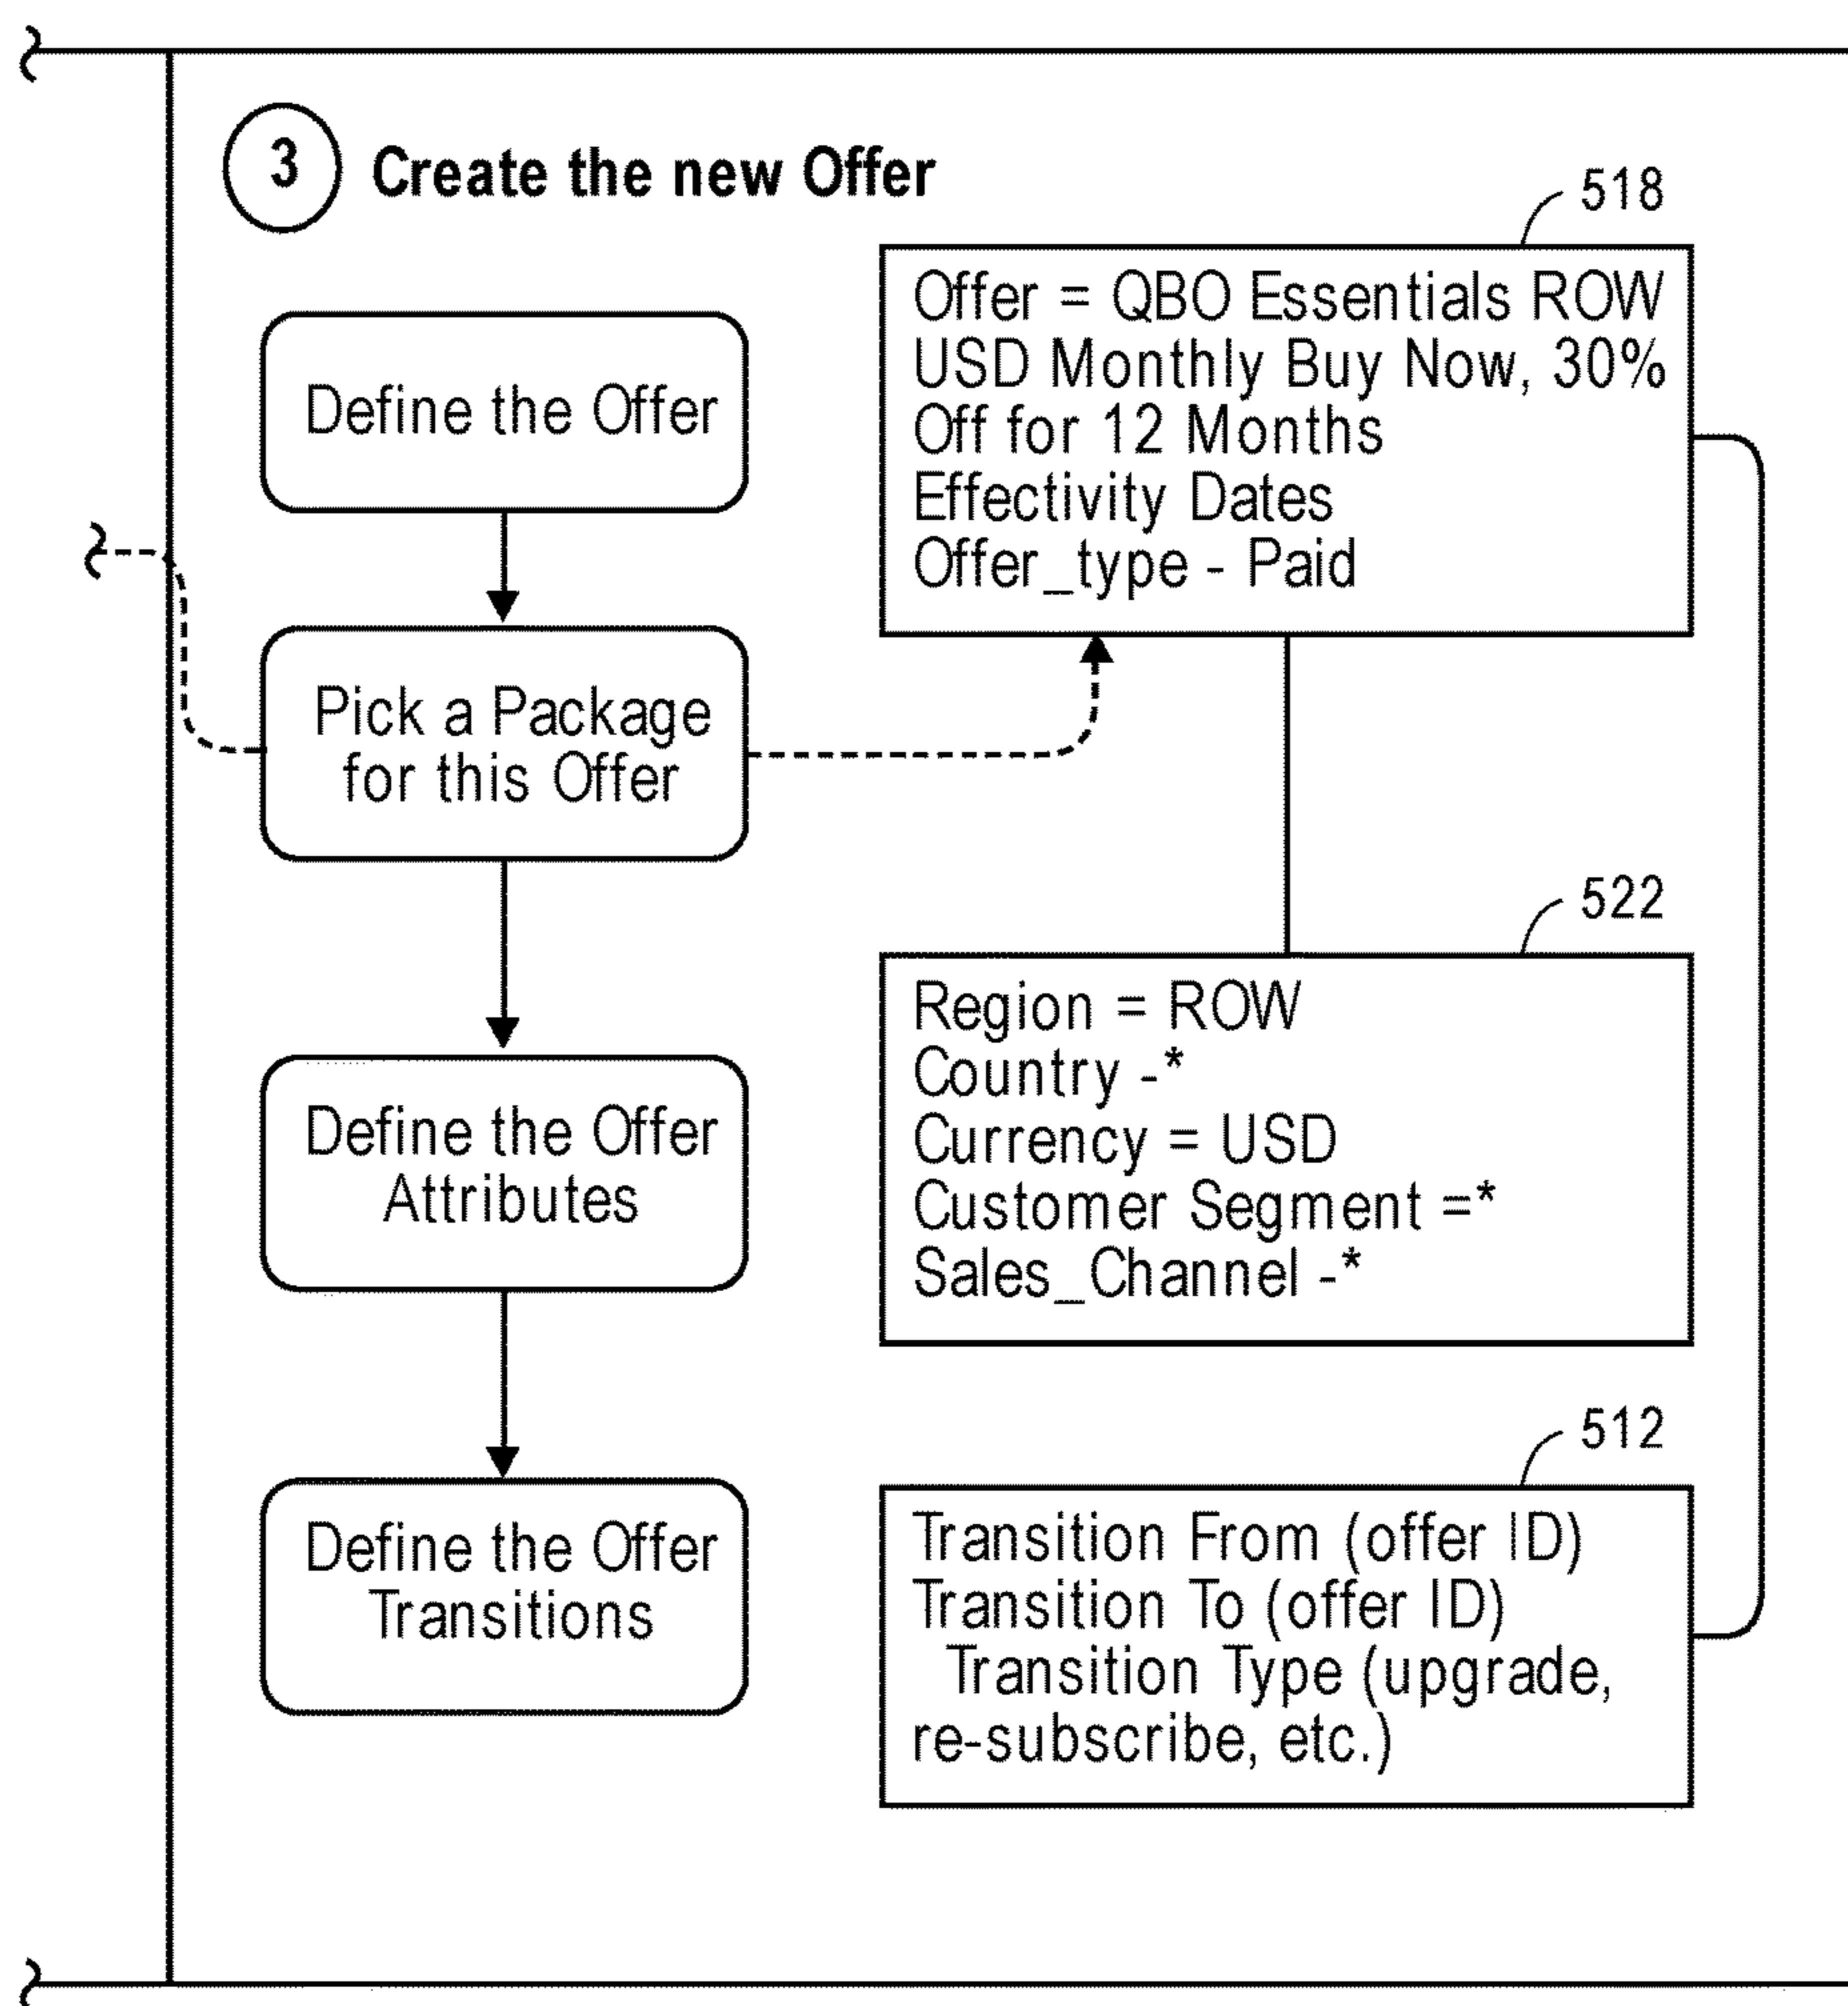 3 Create the new Offer
Define the Offer
Pick a Package
for this Offer
Define the Offer
Attributes
Define the Offer
Transitions
518
Offer = QBO Essentials ROW
USD Monthly Buy Now, 30%
Off for 12 Months
Effectivity Dates
Offer_type - Paid
522
Region = ROW
Country -*
Currency = USD
Customer Segment =*
Sales_Channel -*
512
Transition From (offer ID)
Transition To (offer ID)
Transition Type (upgrade,
re-subscribe, etc.)